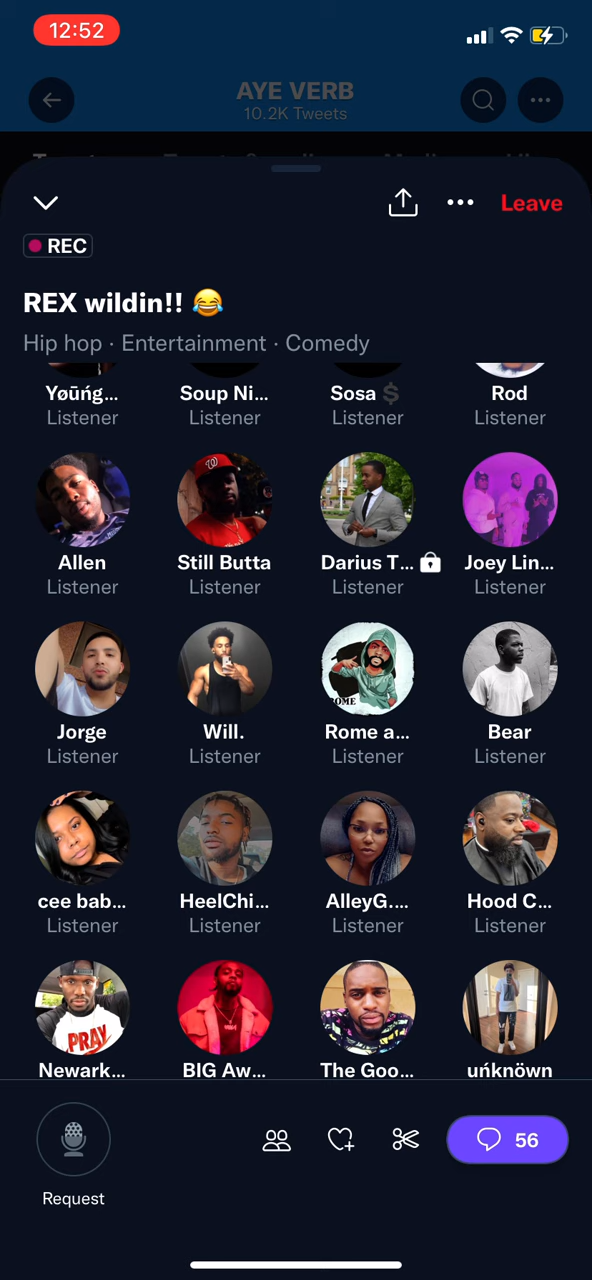 12:52
AYE VERB
10.2K Tweets
Leave
REC
REX wildin!! 😂
Hip hop · Entertainment · Comedy
Yøūńg... Soup Ni... Sosa 💲 Rod
Listener Listener Listener Listener
Allen Still Butta Darius T... Joey Lin...
Listener Listener Listener Listener
Jorge Will. Rome a... Bear
Listener Listener Listener Listener
cee bab... HeelChi... AlleyG.... Hood C...
Listener Listener Listener Listener
PRAY
Newark... BIG Aw... The Goo... uńknöwn
56
Request